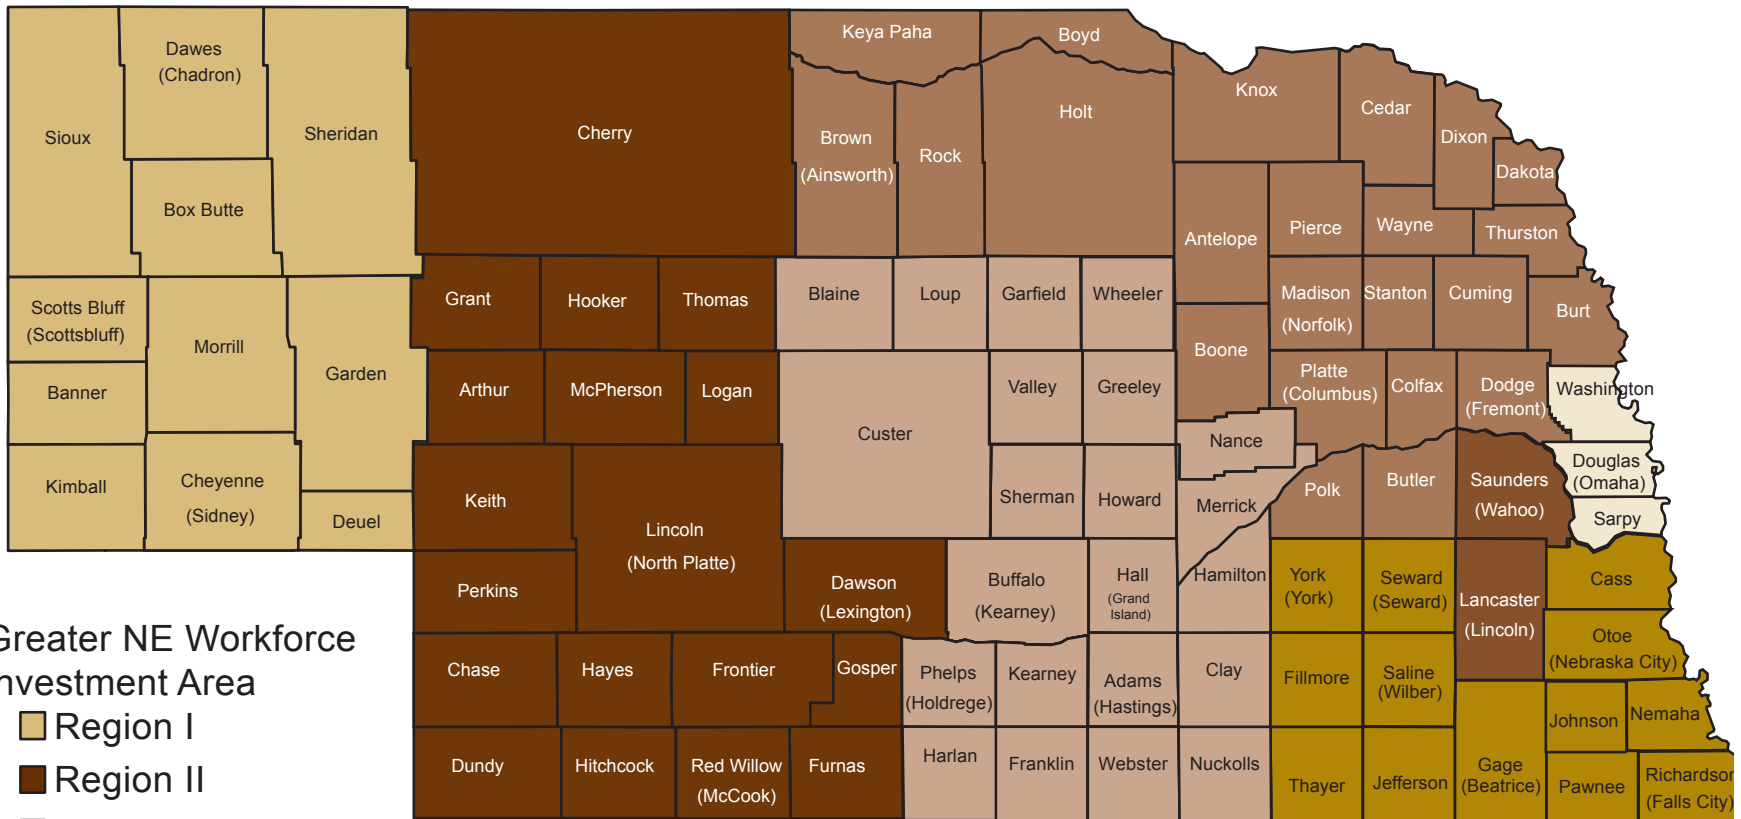 Keya Paha
Boyd
Dawes
(Chadron)
Knox
Cedar
Holt
Sioux
Sheridan
Cherry
Brown
(Ainsworth)
Rock
Dixon
Dakota
Box Butte
Antelope
Pierce
Wayne
Thurston
Scotts Bluff
(Scottsbluff)
Grant
Hooker
Thomas
Blaine
Loup
Garfield
Wheeler
Madison
(Norfolk)
Stanton
Cuming
Burt
Morrill
Garden
Boone
Banner
Arthur
McPherson
Logan
Valley
Greeley
Platte
(Columbus)
Colfax
Dodge
(Fremont)
Washington
Custer
Nance
Kimball
Cheyenne
(Sidney)
Deuel
Keith
Lincoln
(North Platte)
Sherman
Howard
Merrick
Polk
Butler
Saunders
(Wahoo)
Douglas
(Omaha)
Sarpy
Perkins
Dawson
(Lexington)
Buffalo
(Kearney)
Hall
(Grand
Island)
Hamilton
York
(York)
Seward
(Seward)
Lancaster
(Lincoln)
Cass
Otoe
(Nebraska City)
Chase
Hayes
Frontier
Gosper
Phelps
(Holdrege)
Kearney
Adams
(Hastings)
Clay
Fillmore
Saline
(Wilber)
Johnson
Nemaha
Dundy
Hitchcock
Red Willow
(McCook)
Furnas
Harlan
Franklin
Webster
Nuckolls
Thayer
Jefferson
Gage
(Beatrice)
Pawnee
Richardson
(Falls City)
Greater NE Workforce
Investment Area
Region I
Region II